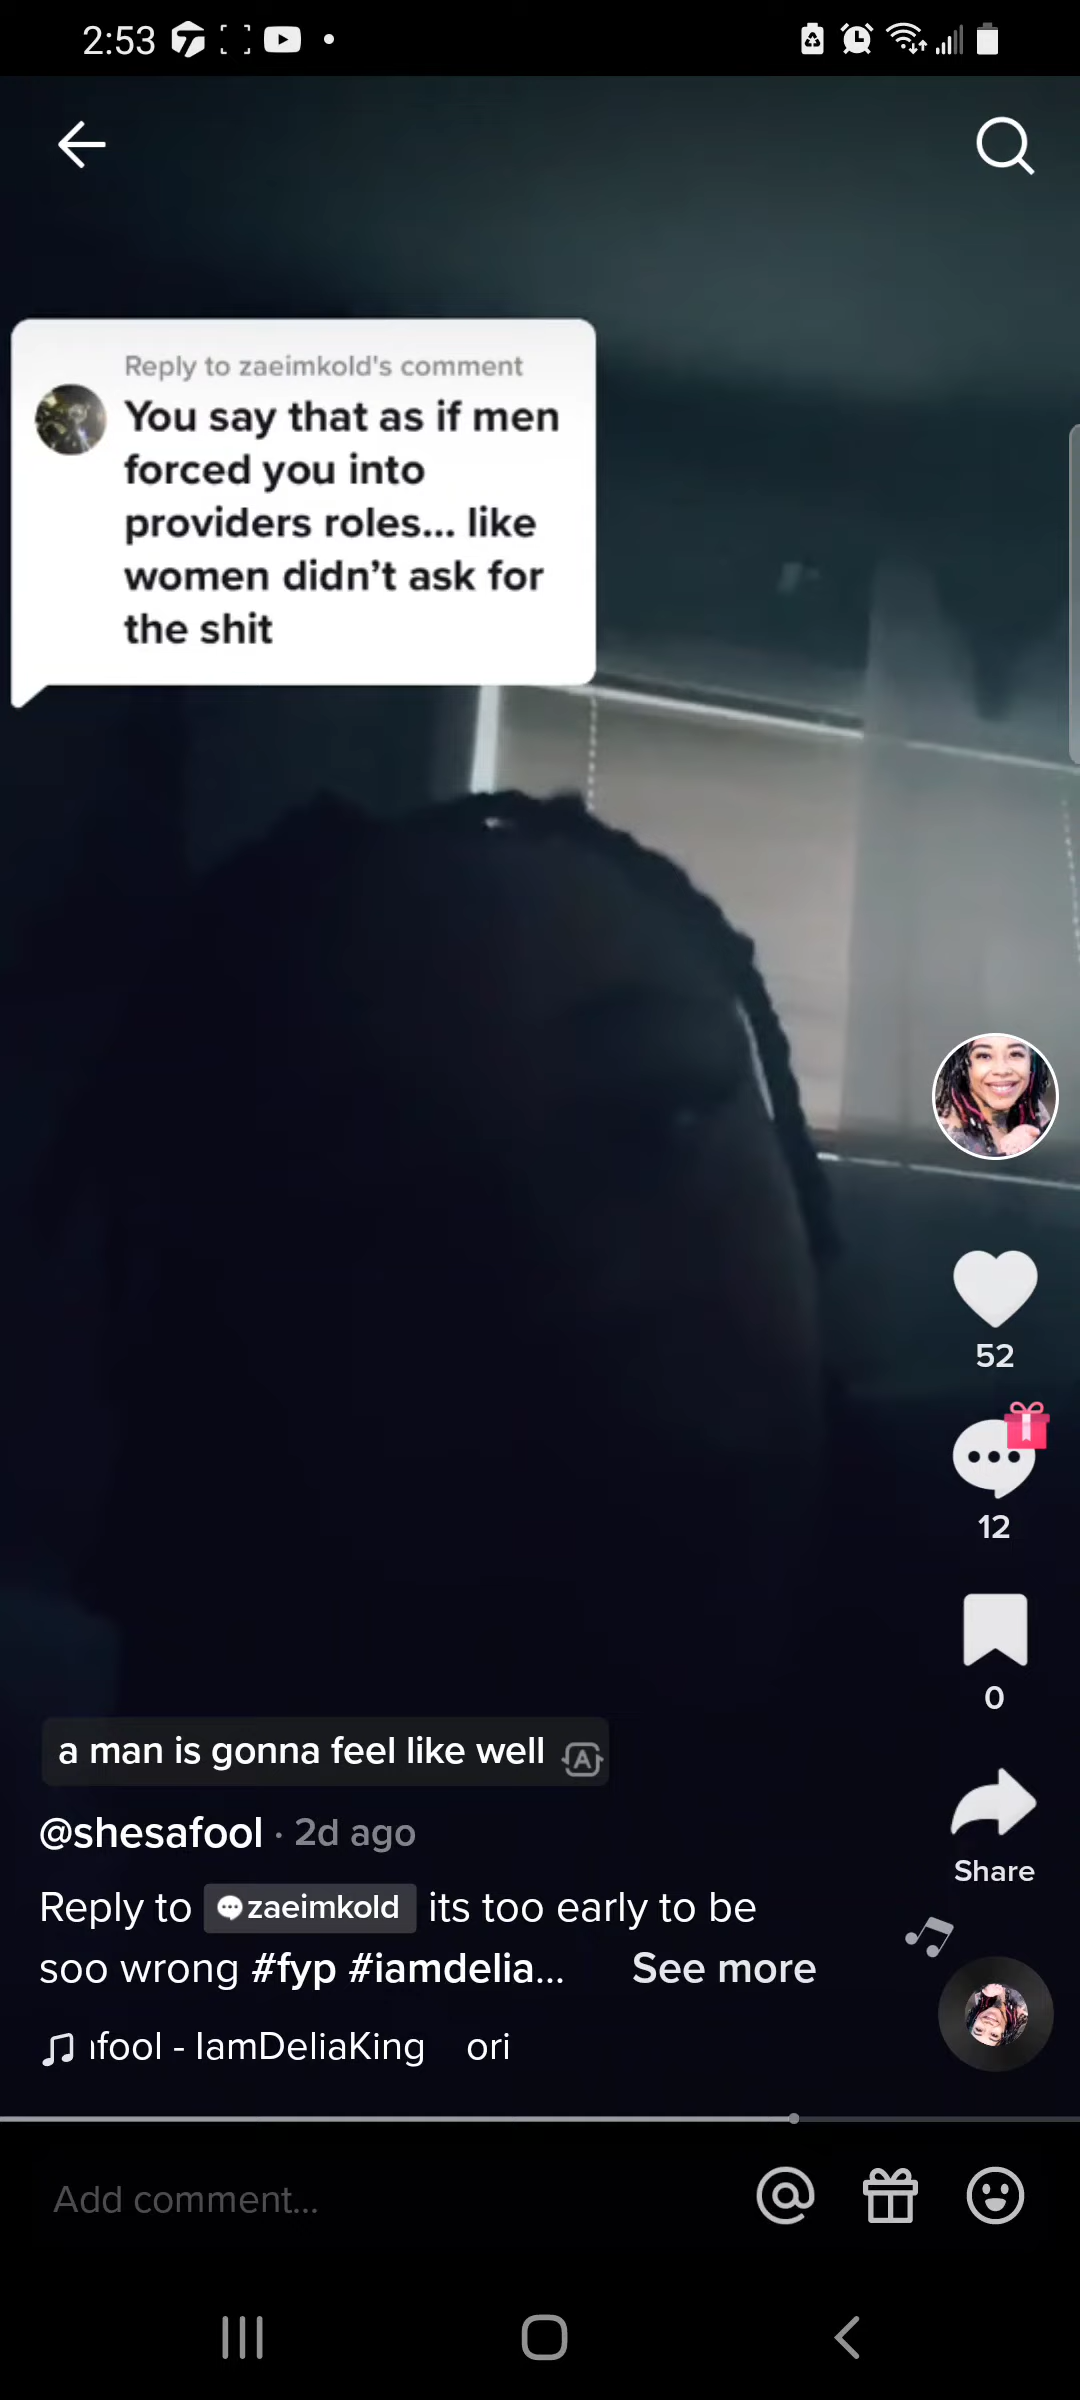 2:53
Reply to zaeimkold's comment
You say that as if men
forced you into
providers roles... like
women didn't ask for
the shit
52
12
0
a man is gonna feel like well
@shesafool · 2d ago
Share
Reply to zaeimkold its too early to be
soo wrong #fyp #iamdelia... See more
afool - IamDeliaKing ori
Add comment...